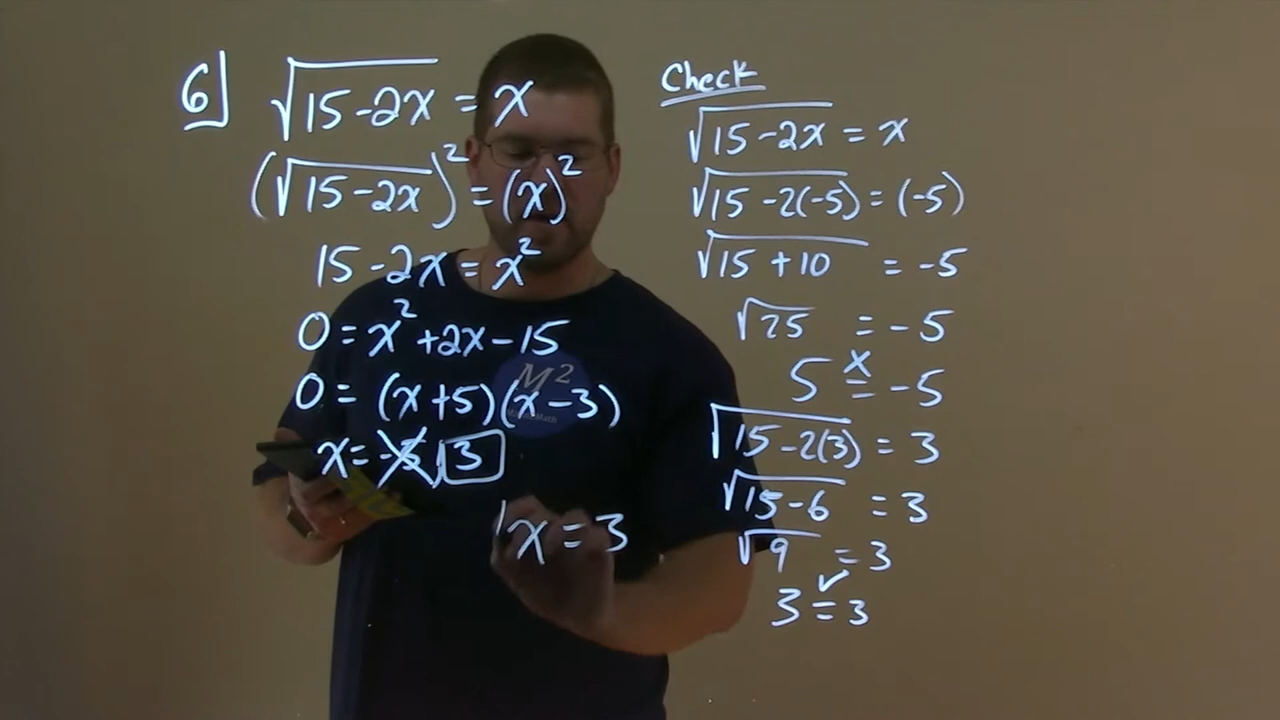 6]
√(15-2x) = x
(√(15-2x))² = (x)²
15-2x = x²
0 = x² +2x-15
0 = (x+5)(x-3)
x = -5, 3
x = 3
M²
Math
Check
√(15-2x) = x
√(15-2(-5)) = (-5)
√(15+10) = -5
√25 = -5
5 = -5
√(15-2(3)) = 3
√(15-6) = 3
√9 = 3
3 = 3